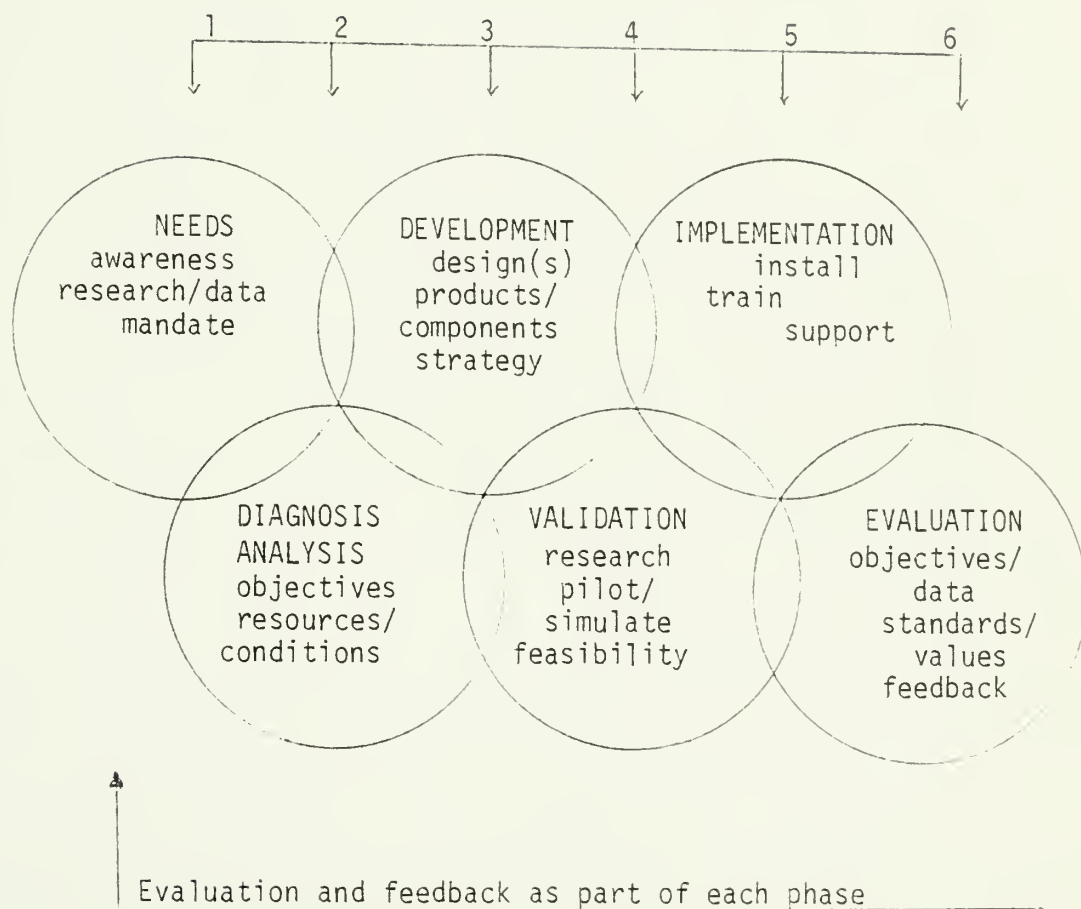 1 2 3 4 5 6
NEEDS
awareness
research/data
mandate
DIAGNOSIS
ANALYSIS
objectives
resources/
conditions
DEVELOPMENT
design(s)
products/
components
strategy
VALIDATION
research
pilot/
simulate
feasibility
IMPLEMENTATION
install
train
support
EVALUATION
objectives/
data
standards/
values
feedback
Evaluation and feedback as part of each phase